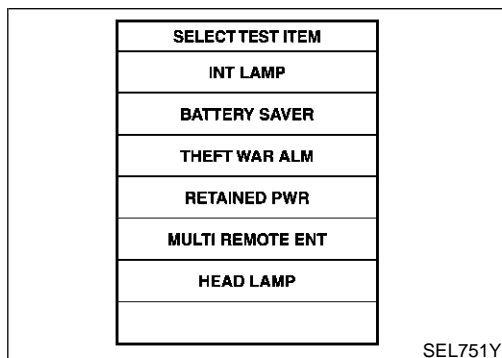 SELECT TEST ITEM
INT LAMP
BATTERY SAVER
THEFT WAR ALM
RETAINED PWR
MULTI REMOTE ENT
HEAD LAMP
SEL751Y